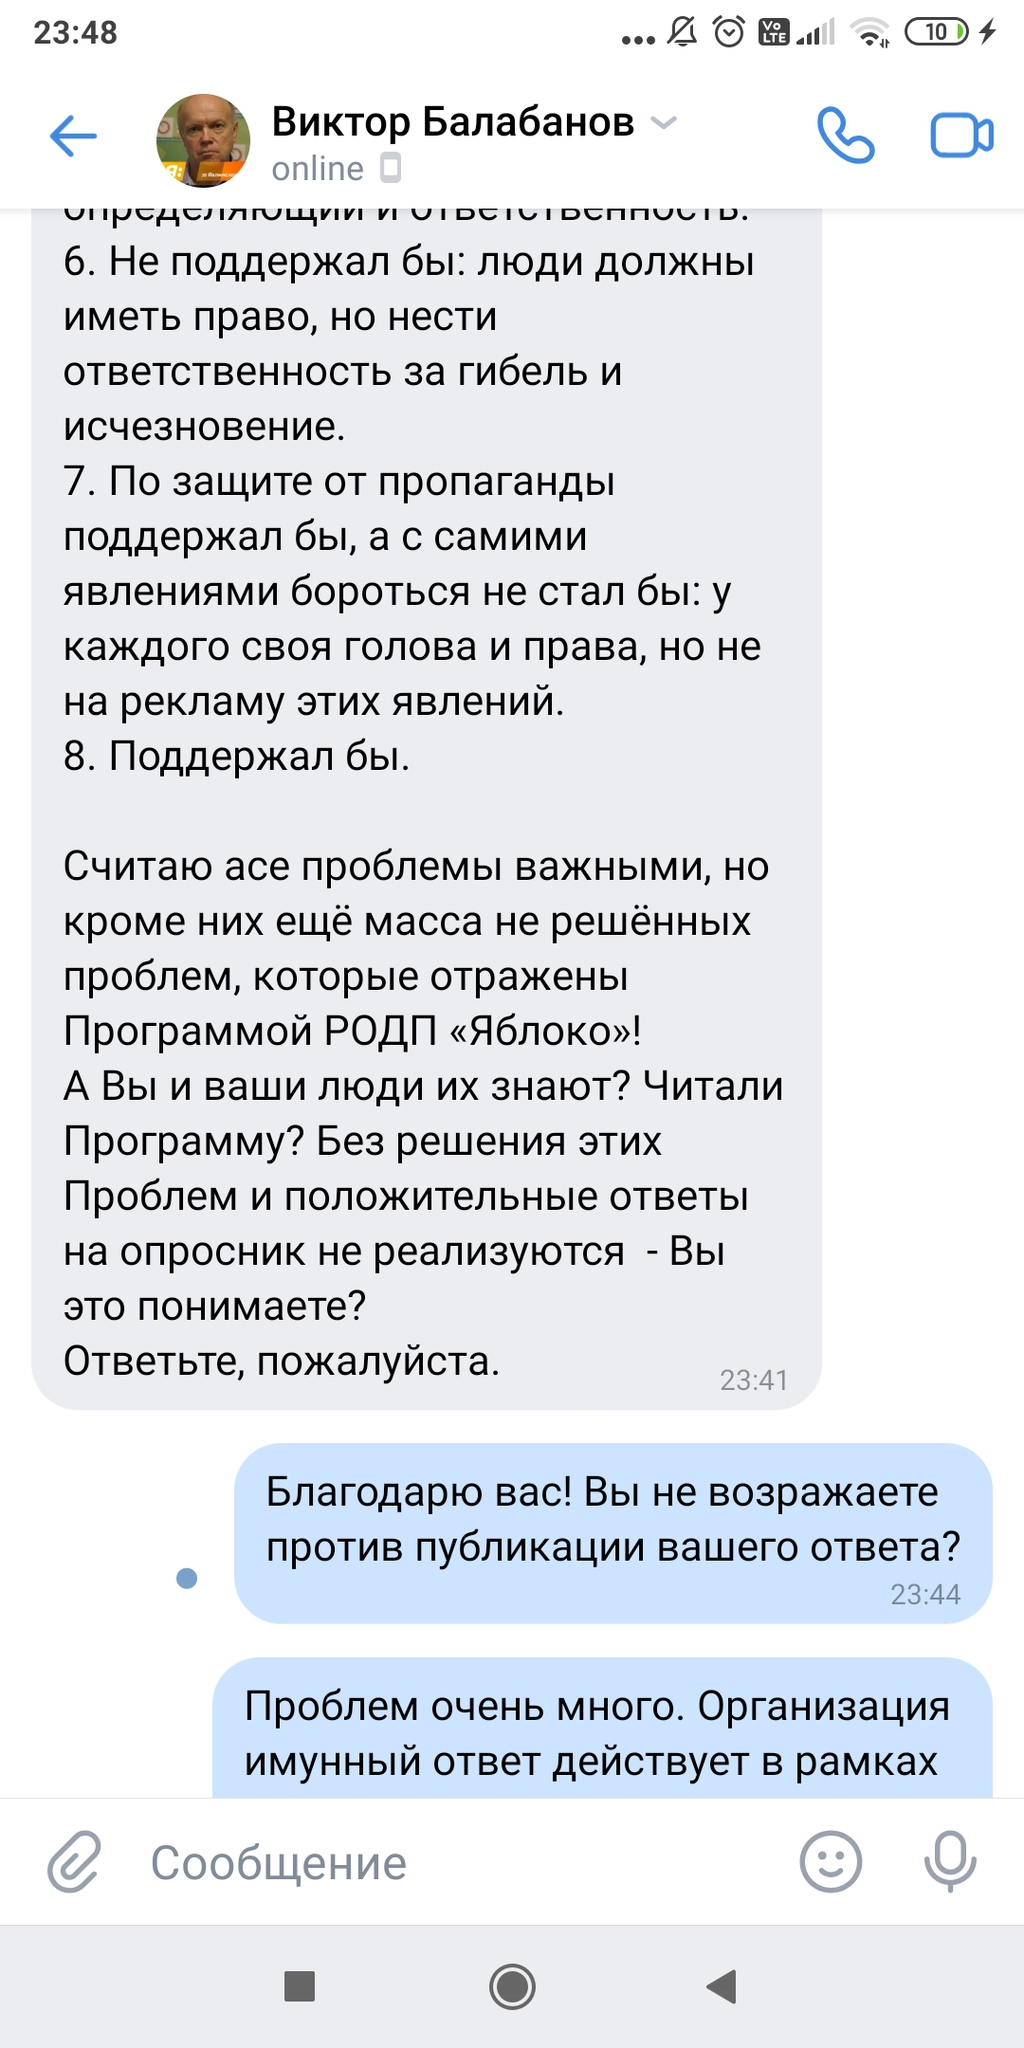 23:48
Vo LTE
10
Виктор Балабанов
online
определяющий и ответственность.
6. Не поддержал бы: люди должны
иметь право, но нести
ответственность за гибель и
исчезновение.
7. По защите от пропаганды
поддержал бы, а с самими
явлениями бороться не стал бы: у
каждого своя голова и права, но не
на рекламу этих явлений.
8. Поддержал бы.
Считаю асе проблемы важными, но
кроме них ещё масса не решённых
проблем, которые отражены
Программой РОДП «Яблоко»!
А Вы и ваши люди их знают? Читали
Программу? Без решения этих
Проблем и положительные ответы
на опросник не реализуются - Вы
это понимаете?
Ответьте, пожалуйста.
23:41
Благодарю вас! Вы не возражаете
против публикации вашего ответа?
23:44
Проблем очень много. Организация
имунный ответ действует в рамках
Сообщение